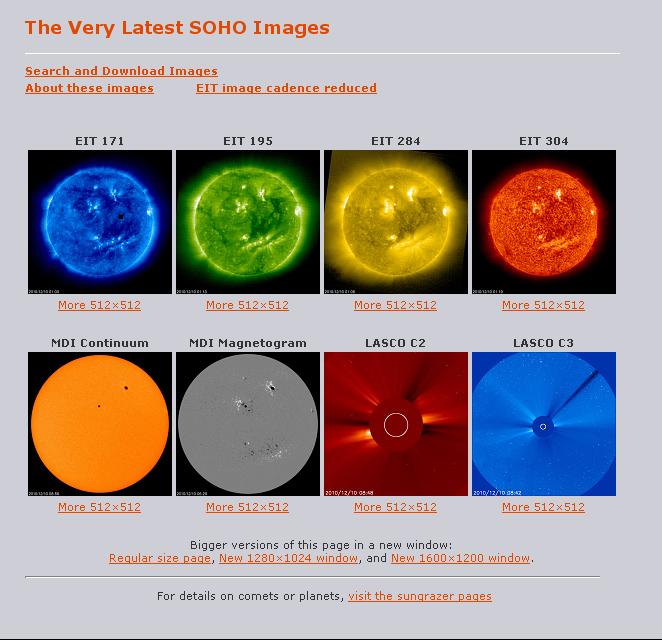 The Very Latest SOHO Images
Search and Download Images
About these images EIT image cadence reduced
EIT 171 EIT 195 EIT 284 EIT 304
More 512×512 More 512×512 More 512×512 More 512×512
MDI Continuum MDI Magnetogram LASCO C2 LASCO C3
2010/12/10 08:48 2010/12/10 08:42
More 512×512 More 512×512 More 512×512 More 512×512
Bigger versions of this page in a new window:
Regular size page, New 1280×1024 window, and New 1600×1200 window.
For details on comets or planets, visit the sungrazer pages